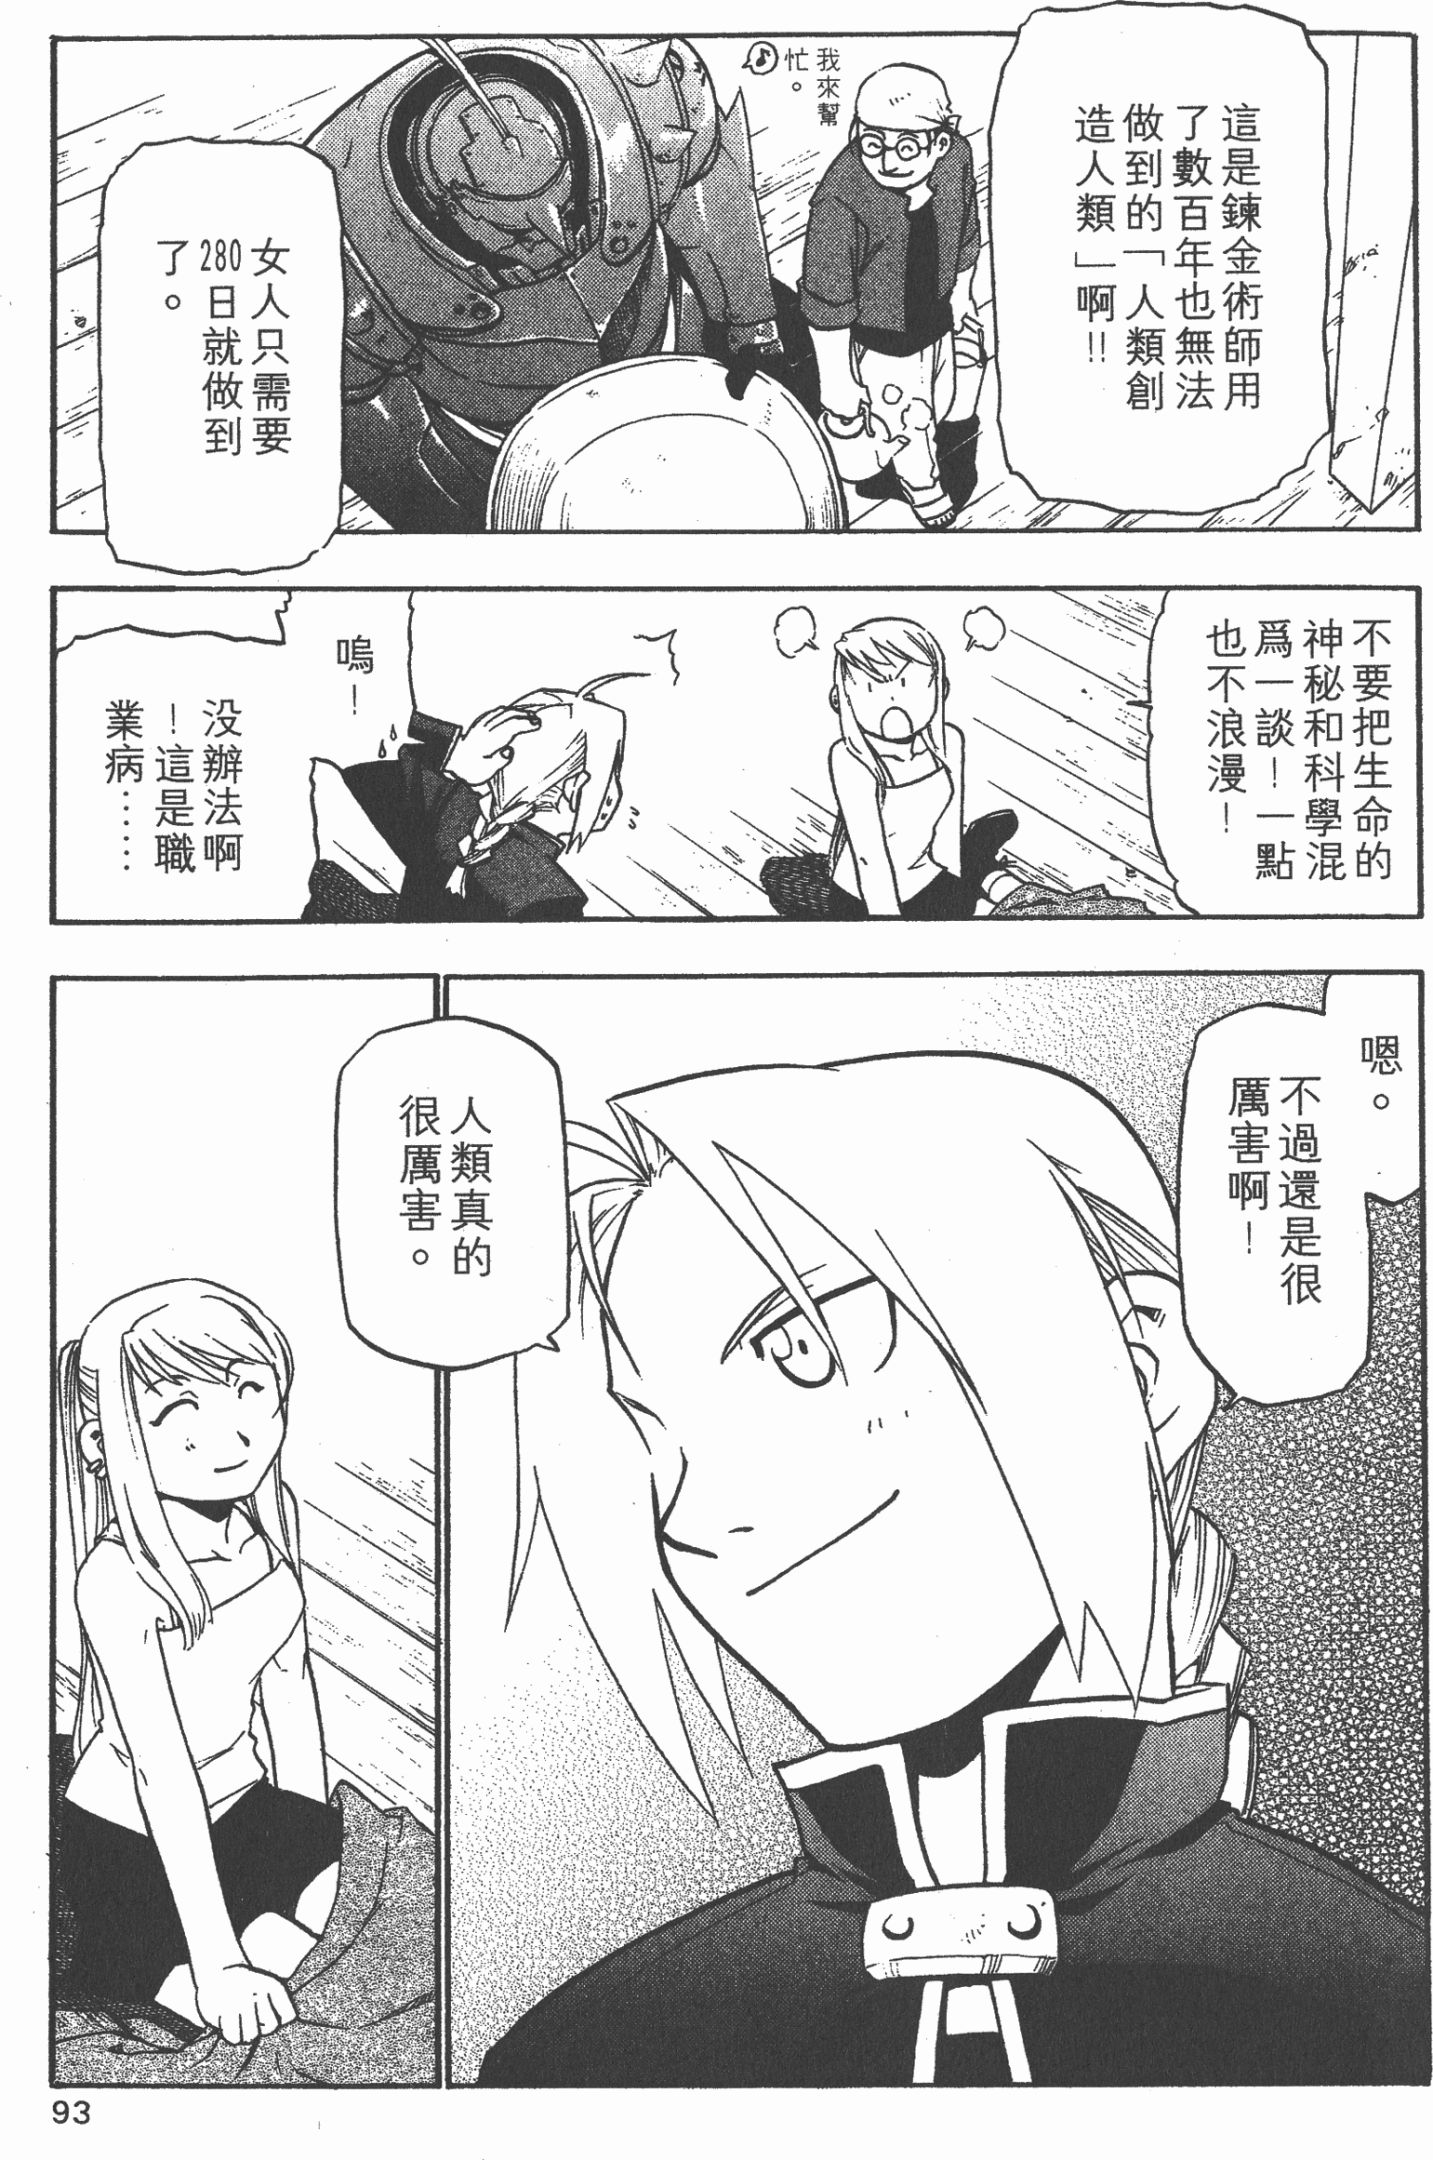 這是鍊金術師用
了數百年也無法
做到的「人類創
造人類」啊!!
我來幫
忙。♪
女人只需要
280日就做到
了。
不要把生命的
神秘和科學混
爲一談！一點
也不浪漫！
嗚！
没辦法啊
！這是職
業病……
嗯。
不過還是很
厲害啊！
人類真的
很厲害。
93